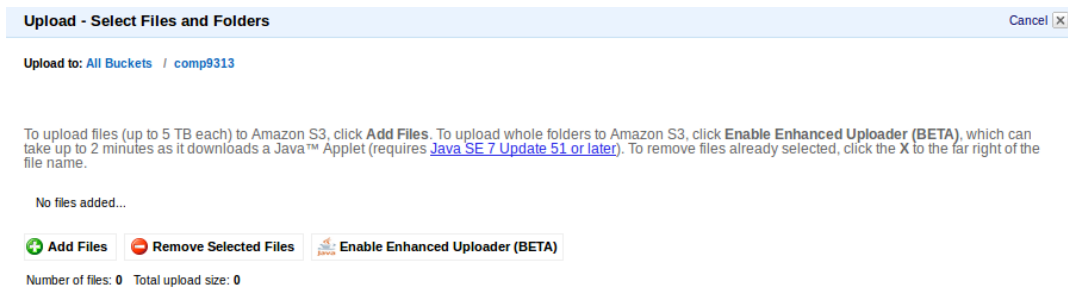 Upload - Select Files and Folders Cancel
Upload to: All Buckets / comp9313
To upload files (up to 5 TB each) to Amazon S3, click Add Files. To upload whole folders to Amazon S3, click Enable Enhanced Uploader (BETA), which can
take up to 2 minutes as it downloads a Java™ Applet (requires Java SE 7 Update 51 or later). To remove files already selected, click the X to the far right of the
file name.
No files added...
Add Files Remove Selected Files Enable Enhanced Uploader (BETA)
Number of files: 0 Total upload size: 0